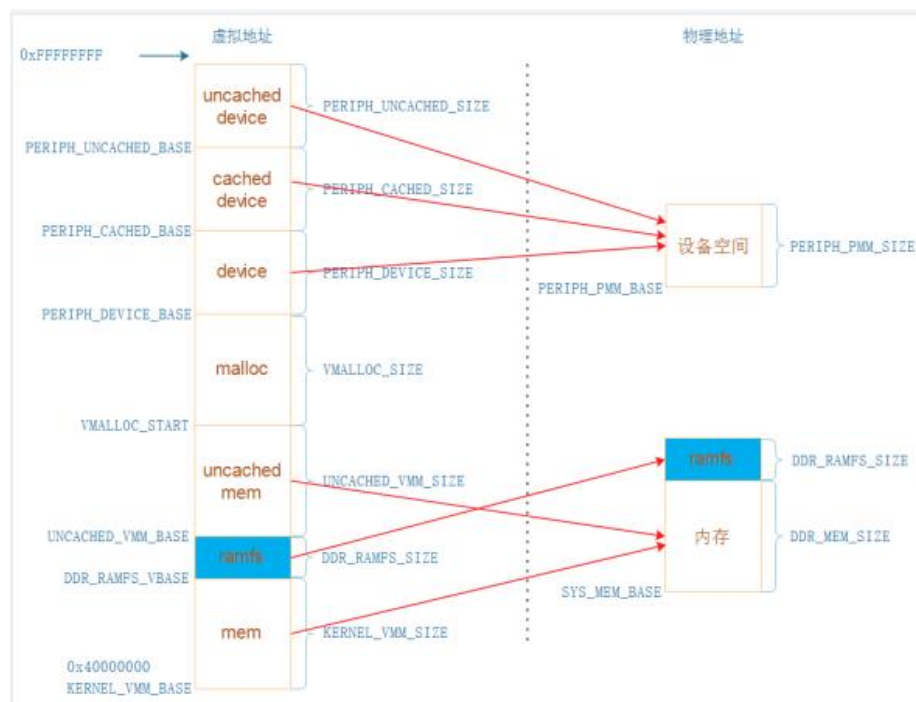 虚拟地址
物理地址
0xFFFFFFFF
uncached
device
PERIPH_UNCACHED_SIZE
PERIPH_UNCACHED_BASE
cached
device
PERIPH_CACHED_SIZE
PERIPH_CACHED_BASE
device
PERIPH_DEVICE_SIZE
PERIPH_DEVICE_BASE
设备空间
PERIPH_PMM_SIZE
PERIPH_PMM_BASE
malloc
VMALLOC_SIZE
VMALLOC_START
uncached
mem
UNCACHED_VMM_SIZE
UNCACHED_VMM_BASE
ramfs
DDR_RAMFS_SIZE
DDR_RAMFS_VBASE
ramfs
DDR_RAMFS_SIZE
内存
DDR_MEM_SIZE
SYS_MEM_BASE
mem
KERNEL_VMM_SIZE
0x40000000
KERNEL_VMM_BASE